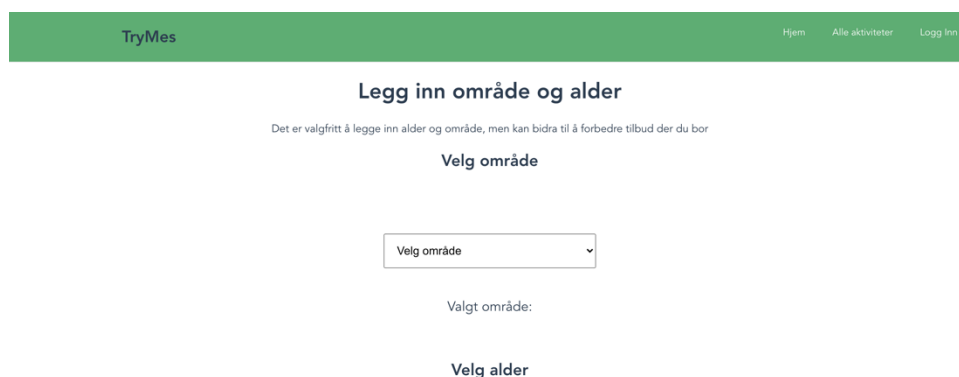 TryMes
Hjem Alle aktiviteter Logg Inn
Legg inn område og alder
Det er valgfritt å legge inn alder og område, men kan bidra til å forbedre tilbud der du bor
Velg område
Velg område
Valgt område:
Velg alder